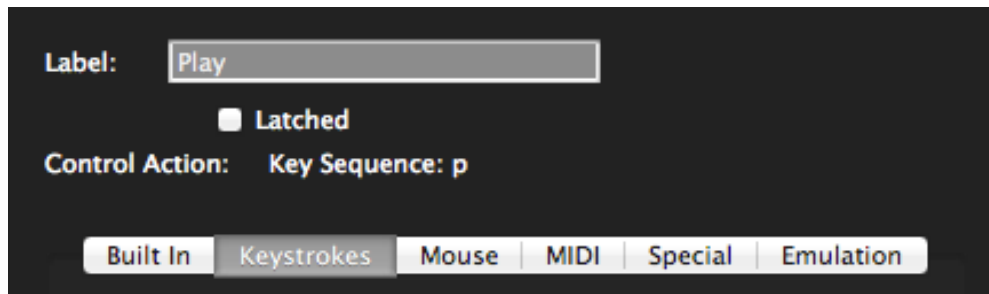 Label: Play
Latched
Control Action: Key Sequence: p
Built In Keystrokes Mouse MIDI Special Emulation